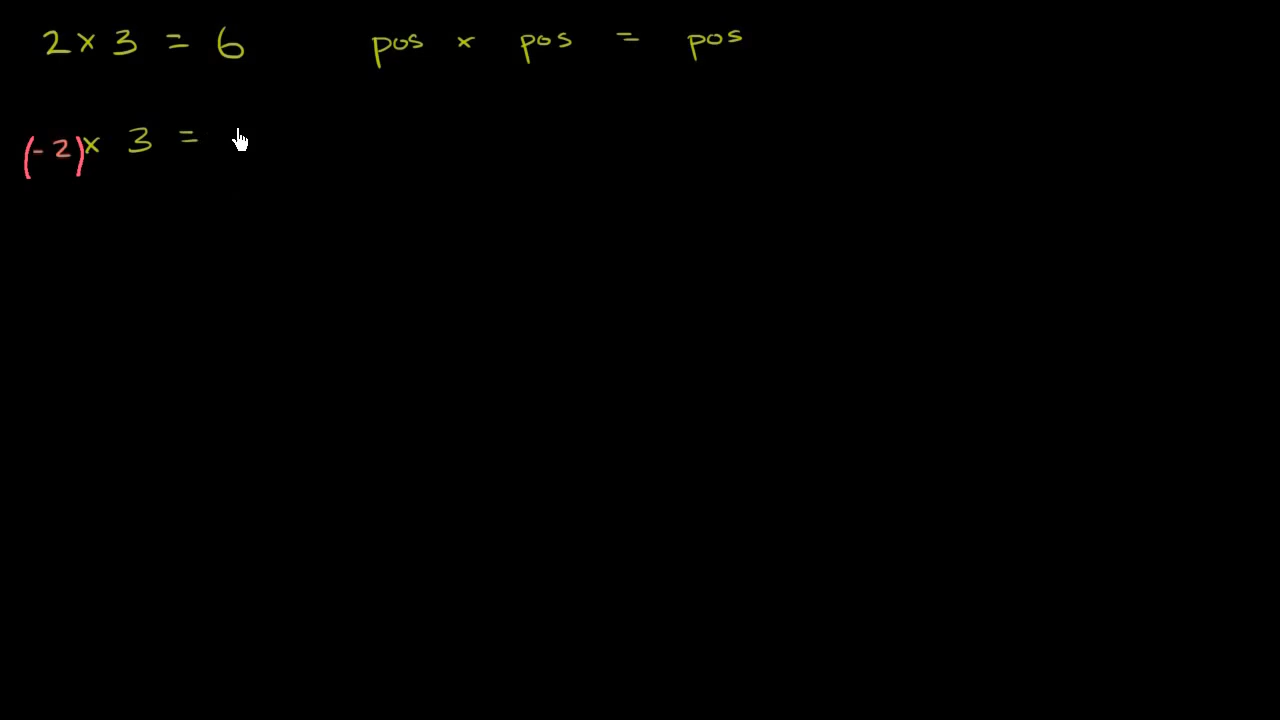 2 × 3 = 6 pos × pos = pos
(-2) × 3 =